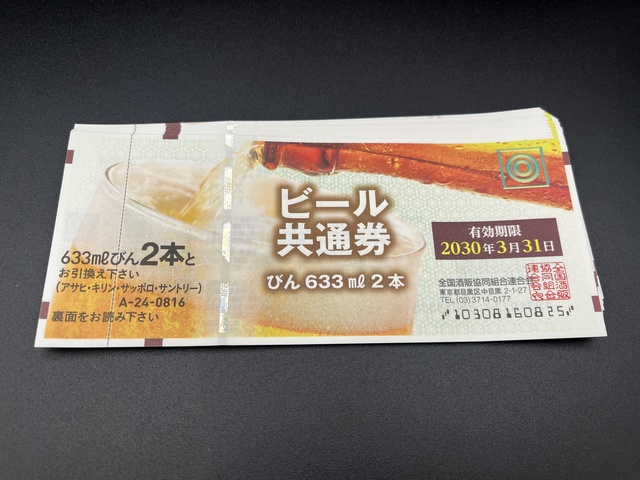 ビール
共通券
びん 633㎖ 2本
633㎖びん2本と
お引換え下さい
(アサヒ・キリン・サッポロ・サントリー)
A-24-0816
裏面をお読み下さい
有効期限
2030年3月31日
全国酒販協同組合連合会
東京都目黒区中目黒 2-1-27
TEL (03) 3714-0177
10308160825